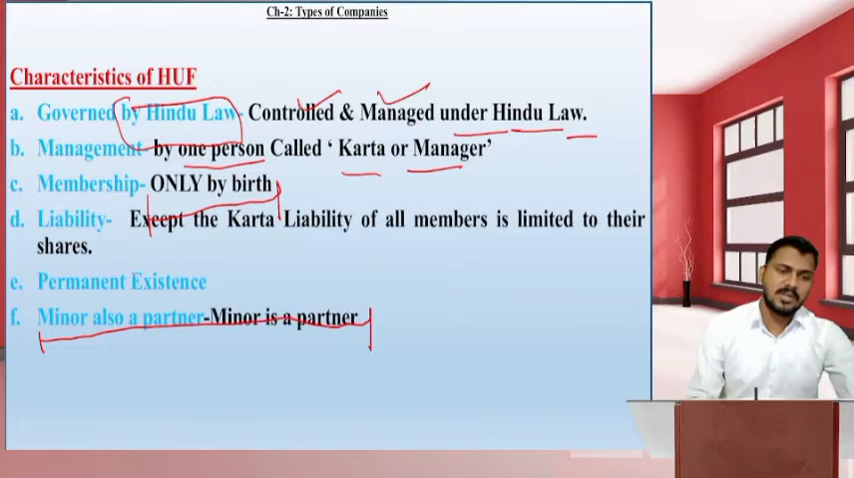 Ch-2: Types of Companies
Characteristics of HUF
a. Governed by Hindu Law- Controlled & Managed under Hindu Law.
b. Management- by one person Called ‘ Karta or Manager’
c. Membership- ONLY by birth
d. Liability- Except the Karta Liability of all members is limited to their
shares.
e. Permanent Existence
f. Minor also a partner-Minor is a partner